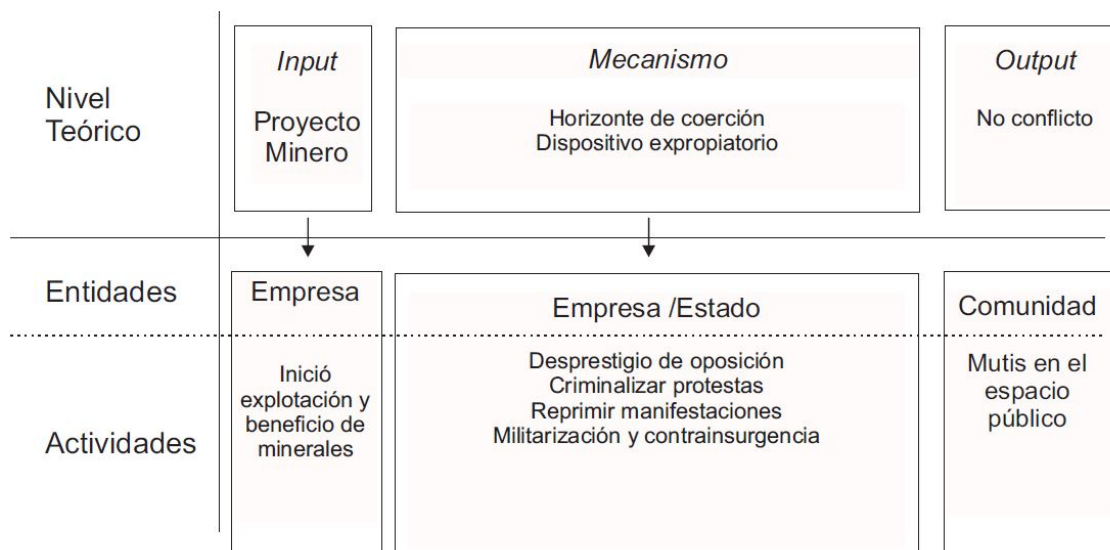 Nivel
Teórico
Input
Proyecto
Minero
Mecanismo
Horizonte de coerción
Dispositivo expropiatorio
Output
No conflicto
Entidades
Empresa
Empresa /Estado
Comunidad
Actividades
Inició
explotación y
beneficio de
minerales
Desprestigio de oposición
Criminalizar protestas
Reprimir manifestaciones
Militarización y contrainsurgencia
Mutis en el
espacio
público